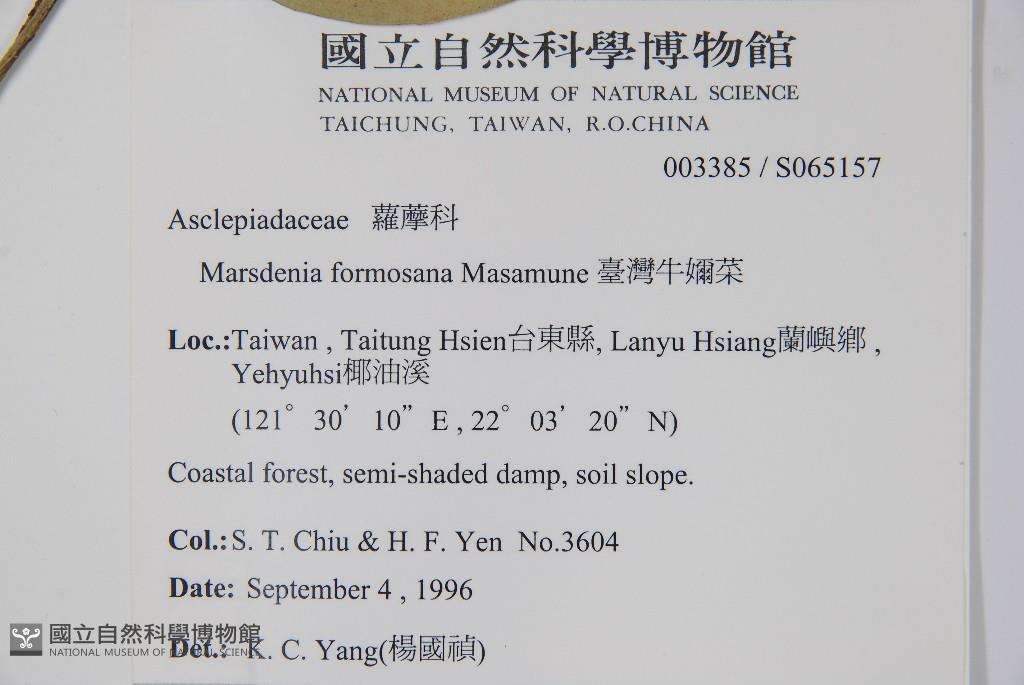 國立自然科學博物館
NATIONAL MUSEUM OF NATURAL SCIENCE
TAICHUNG, TAIWAN, R.O.CHINA
003385 / S065157
Asclepiadaceae 蘿藦科
Marsdenia formosana Masamune 臺灣牛嬭菜
Loc.:Taiwan , Taitung Hsien台東縣, Lanyu Hsiang蘭嶼鄉 ,
Yehyuhsi椰油溪
(121° 30’ 10” E , 22° 03’ 20” N)
Coastal forest, semi-shaded damp, soil slope.
Col.:S. T. Chiu & H. F. Yen No.3604
Date: September 4 , 1996
Det.: K. C. Yang(楊國禎)
國立自然科學博物館
NATIONAL MUSEUM OF NATURAL SCIENCE